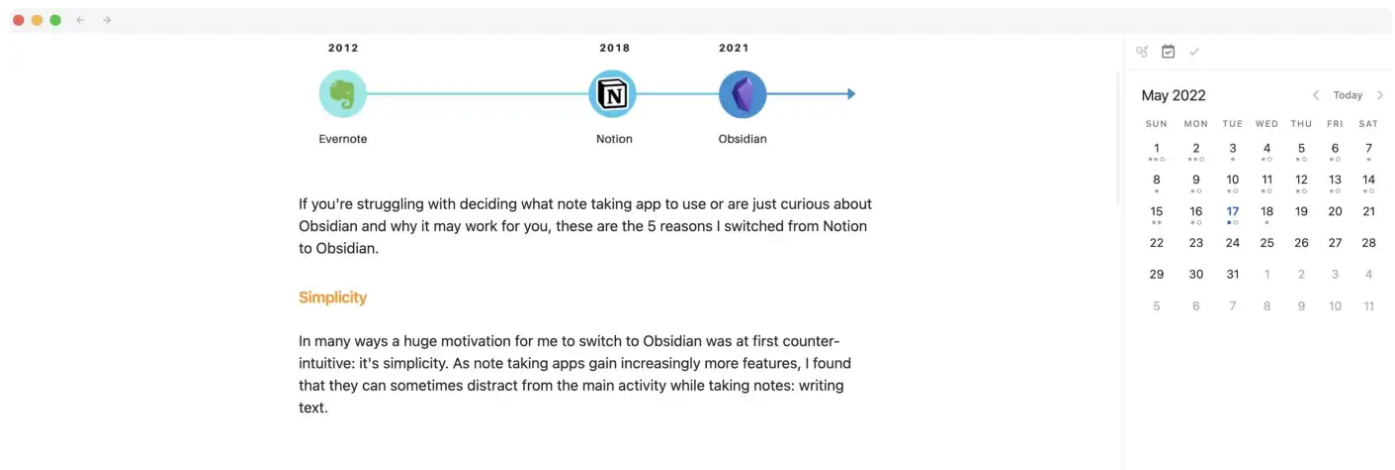 2012 2018 2021
N
Evernote Notion Obsidian
If you're struggling with deciding what note taking app to use or are just curious about
Obsidian and why it may work for you, these are the 5 reasons I switched from Notion
to Obsidian.
Simplicity
In many ways a huge motivation for me to switch to Obsidian was at first counter-
intuitive: it's simplicity. As note taking apps gain increasingly more features, I found
that they can sometimes distract from the main activity while taking notes: writing
text.
May 2022 Today
SUN MON TUE WED THU FRI SAT
1 2 3 4 5 6 7
8 9 10 11 12 13 14
15 16 17 18 19 20 21
22 23 24 25 26 27 28
29 30 31 1 2 3 4
5 6 7 8 9 10 11